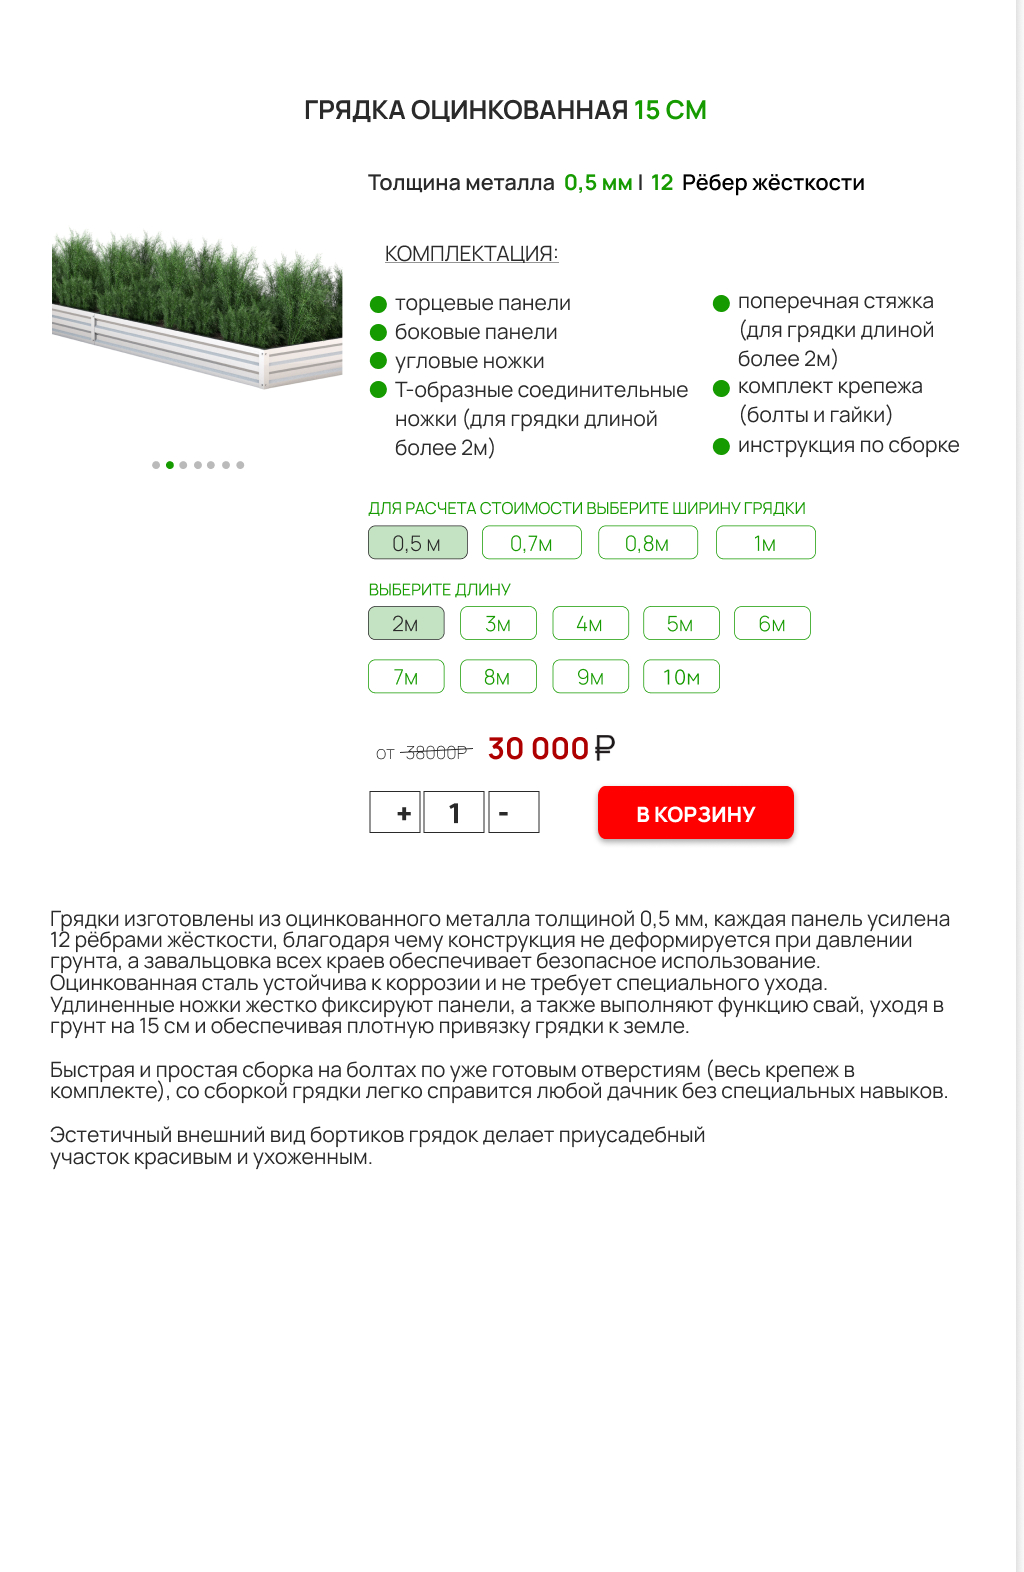 ГРЯДКА ОЦИНКОВАННАЯ 15 СМ
Толщина металла 0,5 мм | 12 Рёбер жёсткости
КОМПЛЕКТАЦИЯ:
торцевые панели
боковые панели
угловые ножки
Т-образные соединительные
ножки (для грядки длиной
более 2м)
поперечная стяжка
(для грядки длиной
более 2м)
комплект крепежа
(болты и гайки)
инструкция по сборке
ДЛЯ РАСЧЕТА СТОИМОСТИ ВЫБЕРИТЕ ШИРИНУ ГРЯДКИ
0,5 м 0,7м 0,8м 1м
ВЫБЕРИТЕ ДЛИНУ
2м 3м 4м 5м 6м
7м 8м 9м 10м
от 38000Р 30 000 ₽
+ 1 -
В КОРЗИНУ
Грядки изготовлены из оцинкованного металла толщиной 0,5 мм, каждая панель усилена
12 рёбрами жёсткости, благодаря чему конструкция не деформируется при давлении
грунта, а завальцовка всех краев обеспечивает безопасное использование.
Оцинкованная сталь устойчива к коррозии и не требует специального ухода.
Удлиненные ножки жестко фиксируют панели, а также выполняют функцию свай, уходя в
грунт на 15 см и обеспечивая плотную привязку грядки к земле.
Быстрая и простая сборка на болтах по уже готовым отверстиям (весь крепеж в
комплекте), со сборкой грядки легко справится любой дачник без специальных навыков.
Эстетичный внешний вид бортиков грядок делает приусадебный
участок красивым и ухоженным.